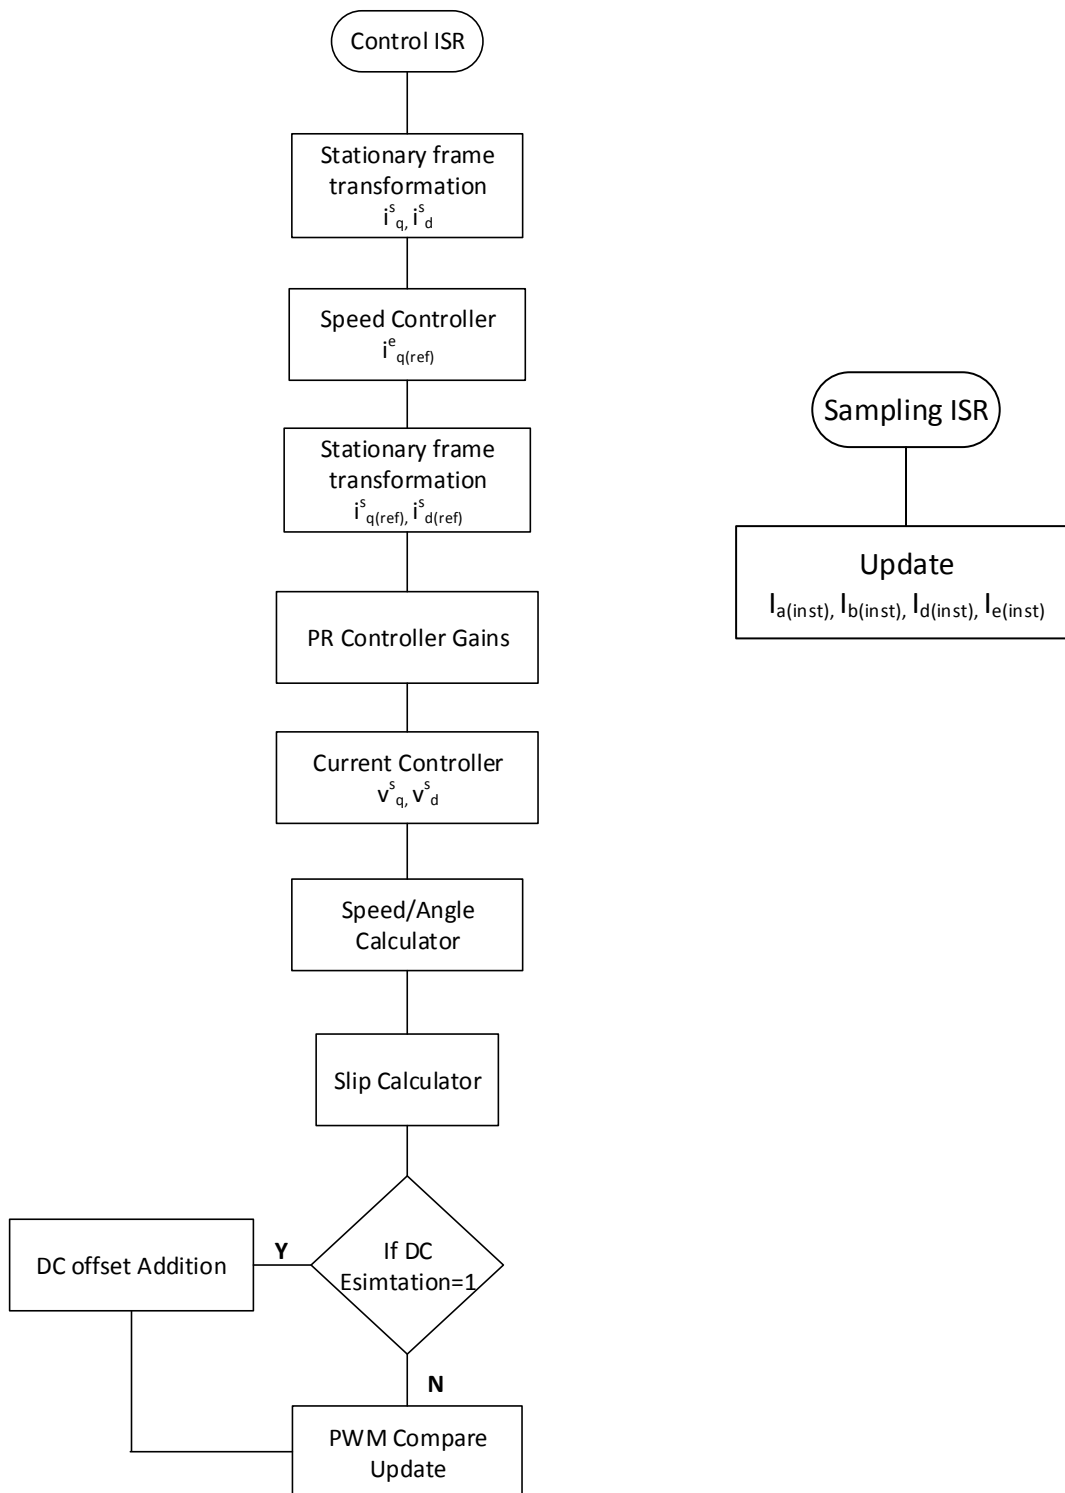 Control ISR
Stationary frame
transformation
i^s_q, i^s_d
Speed Controller
i^e_q(ref)
Stationary frame
transformation
i^s_q(ref), i^s_d(ref)
PR Controller Gains
Current Controller
v^s_q, v^s_d
Speed/Angle
Calculator
Slip Calculator
If DC
Esimtation=1
Y
DC offset Addition
N
PWM Compare
Update
Sampling ISR
Update
I_a(inst), I_b(inst), I_d(inst), I_e(inst)